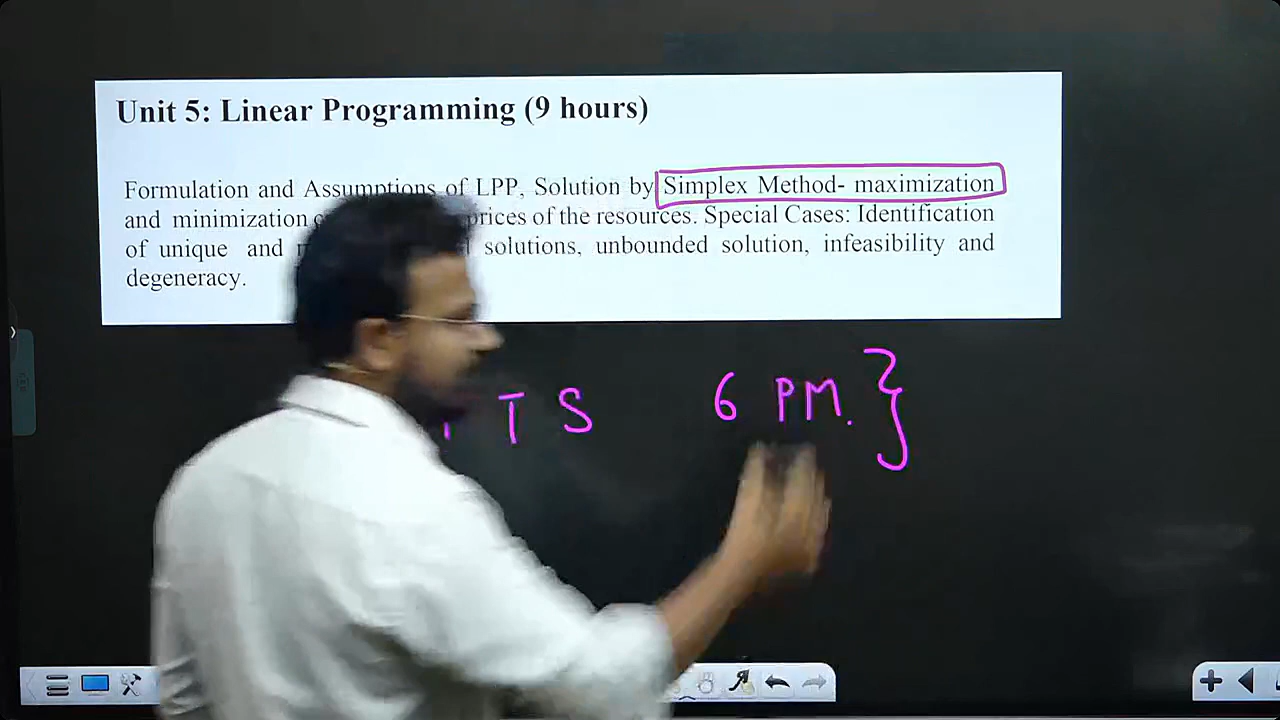 Unit 5: Linear Programming (9 hours)
Formulation and Assumptions of LPP, Solution by Simplex Method- maximization
and minimization prices of the resources. Special Cases: Identification
of unique and solutions, unbounded solution, infeasibility and
degeneracy.
T S 6 PM. }